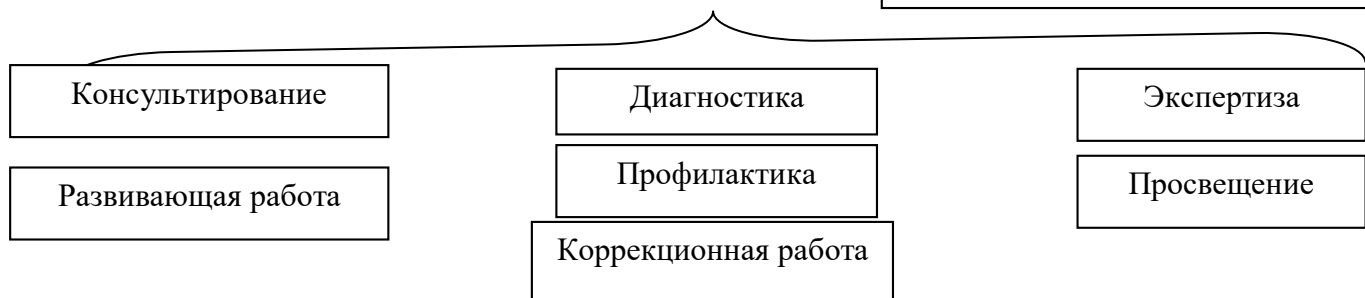 Консультирование
Диагностика
Экспертиза
Развивающая работа
Профилактика
Просвещение
Коррекционная работа